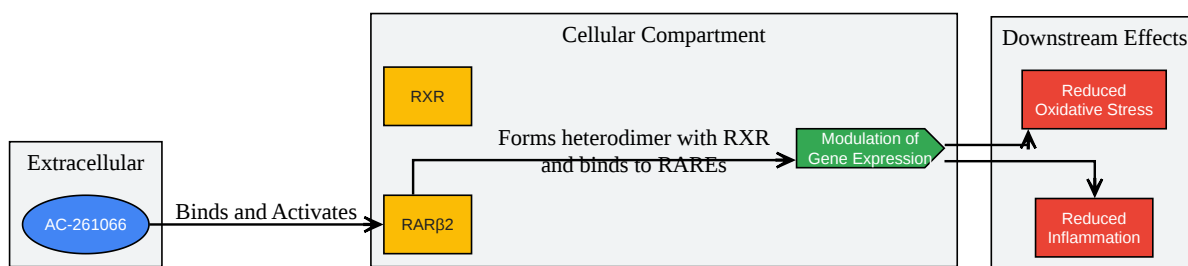 Extracellular
AC-261066
Binds and Activates
Cellular Compartment
RXR
RARβ2
Forms heterodimer with RXR
and binds to RAREs
Modulation of
Gene Expression
Downstream Effects
Reduced
Oxidative Stress
Reduced
Inflammation